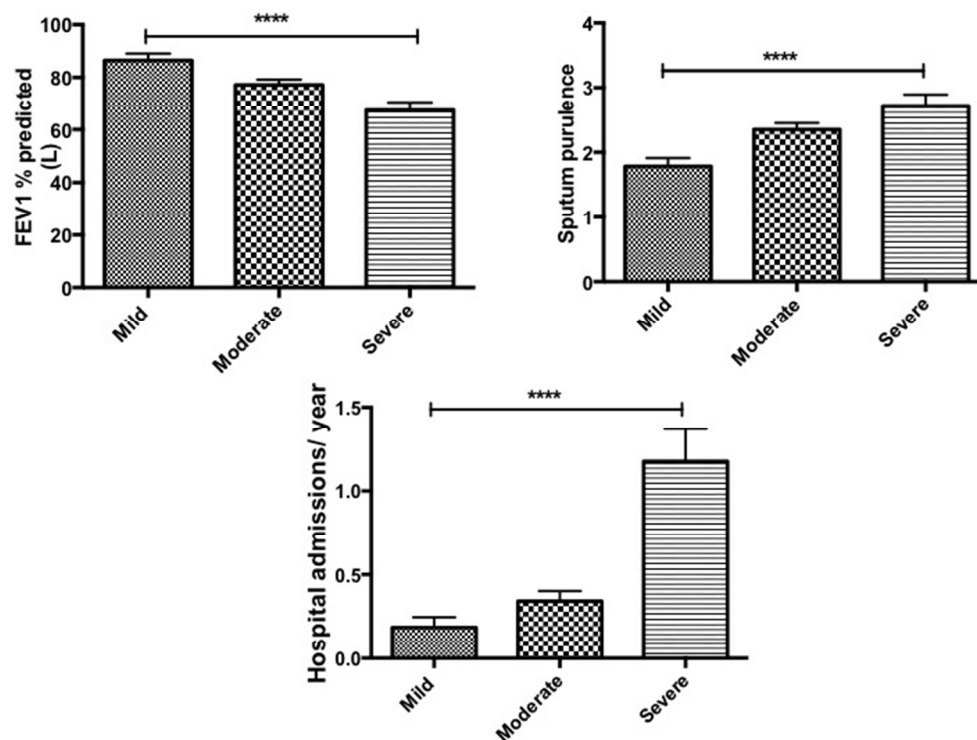 FEV1 % predicted
(L)
100
80
60
40
20
0
****
Mild
Moderate
Severe
Sputum purulence
4
3
2
1
0
****
Mild
Moderate
Severe
Hospital admissions/ year
1.5
1.0
0.5
0.0
****
Mild
Moderate
Severe